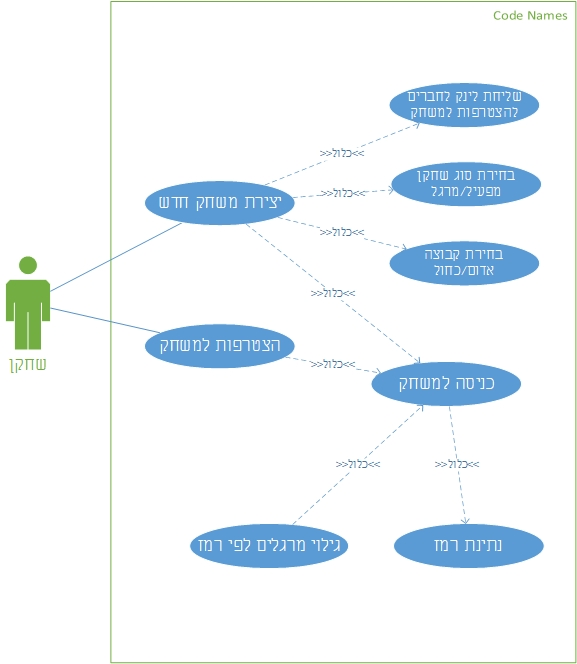 Code Names
שליחת לינק לחברים
להצטרפות למשחק
>>כלול<<
בחירת סוג שחקן
מפעיל/מרגל
>>כלול<<
יצירת משחק חדש
>>כלול<<
בחירת קבוצה
אדום/כחול
>>כלול<<
הצטרפות למשחק
שחקן
>>כלול<<
כניסה למשחק
>>כלול<<
>>כלול<<
גילוי מרגלים לפי רמז
נתינת רמז